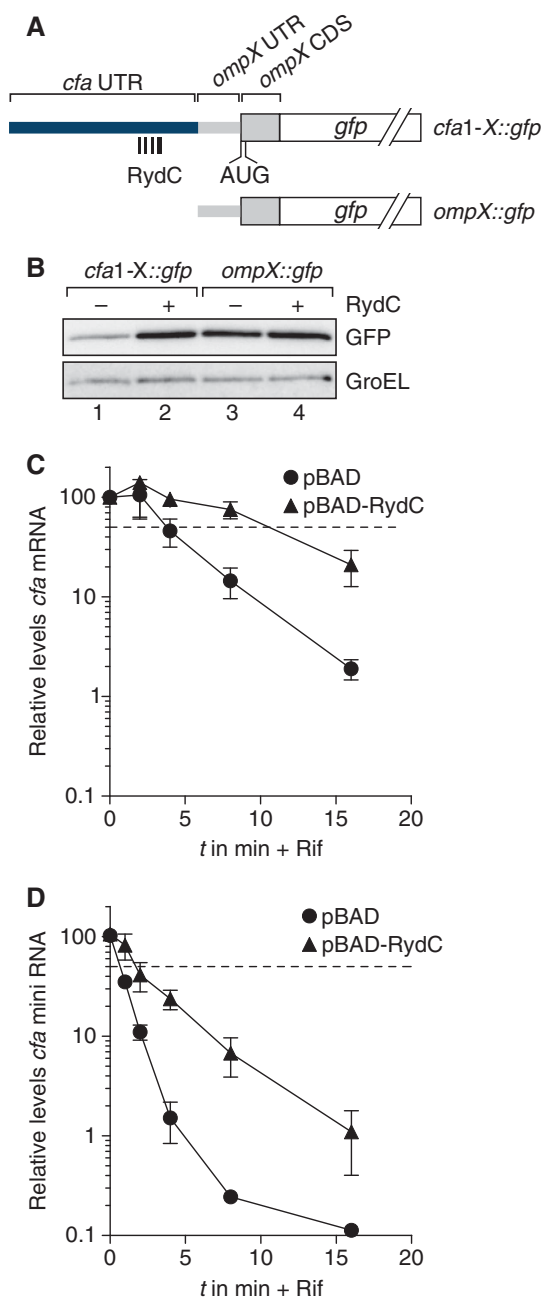 A
cfa UTR
ompX UTR
ompX CDS
gfp
cfa1-X::gfp
RydC
AUG
gfp
ompX::gfp
B
cfa1-X::gfp
ompX::gfp
– + – + RydC
GFP
GroEL
1 2 3 4
C
pBAD
pBAD-RydC
Relative levels cfa mRNA
100
10
1
0.1
0 5 10 15 20
t in min + Rif
D
pBAD
pBAD-RydC
Relative levels cfa mini RNA
100
10
1
0.1
0 5 10 15 20
t in min + Rif